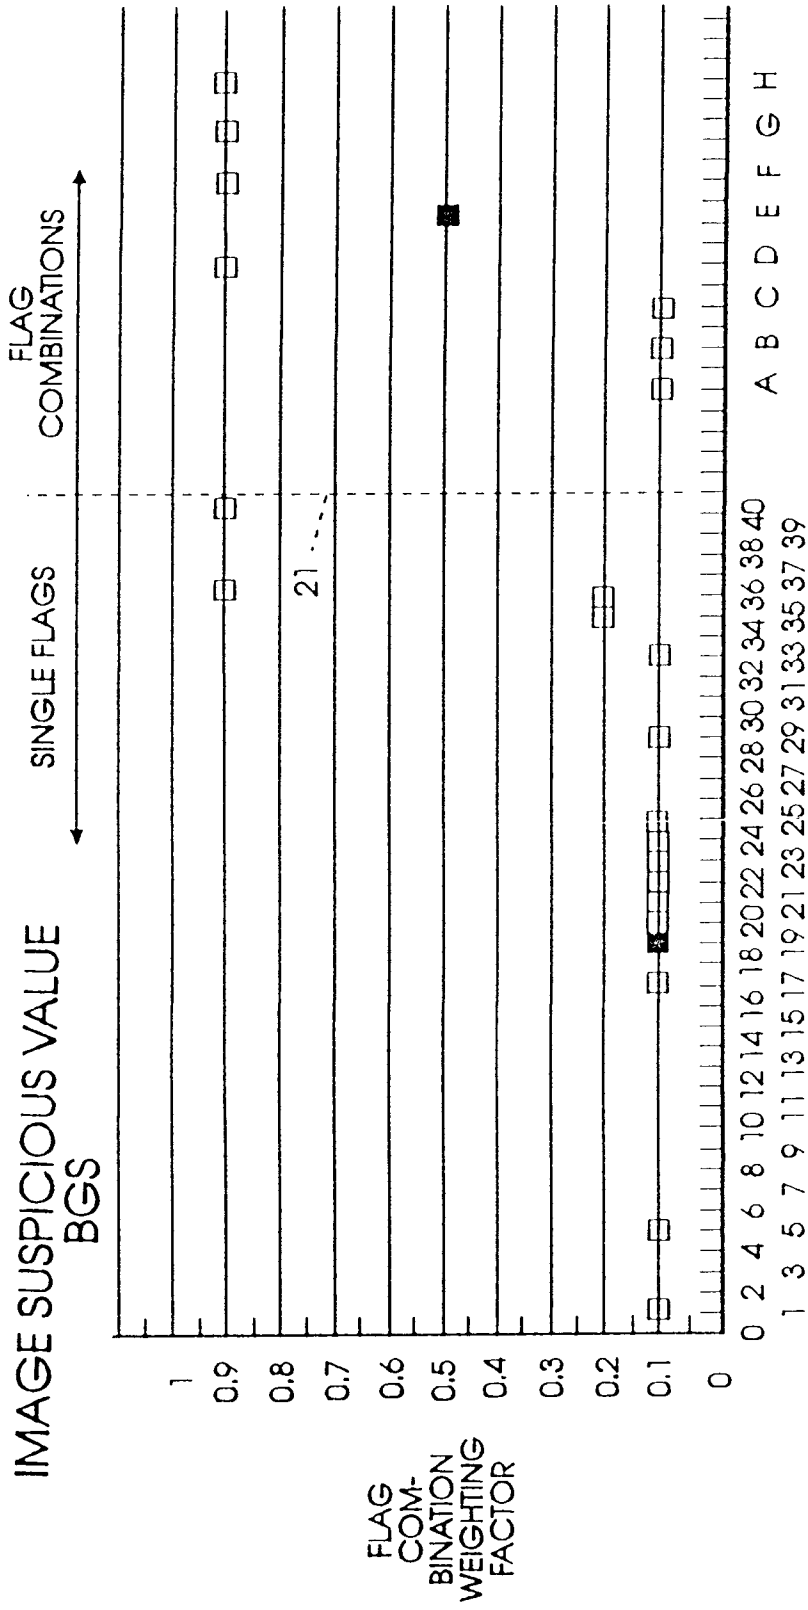 IMAGE SUSPICIOUS VALUE
BGS
SINGLE FLAGS
FLAG
COMBINATIONS
21
FLAG
COM-
BINATION
WEIGHTING
FACTOR
1
0.9
0.8
0.7
0.6
0.5
0.4
0.3
0.2
0.1
0
0 2 4 6 8 10 12 14 16 18 20 22 24 26 28 30 32 34 36 38 40 A B C D E F G H
1 3 5 7 9 11 13 15 17 19 21 23 25 27 29 31 33 35 37 39